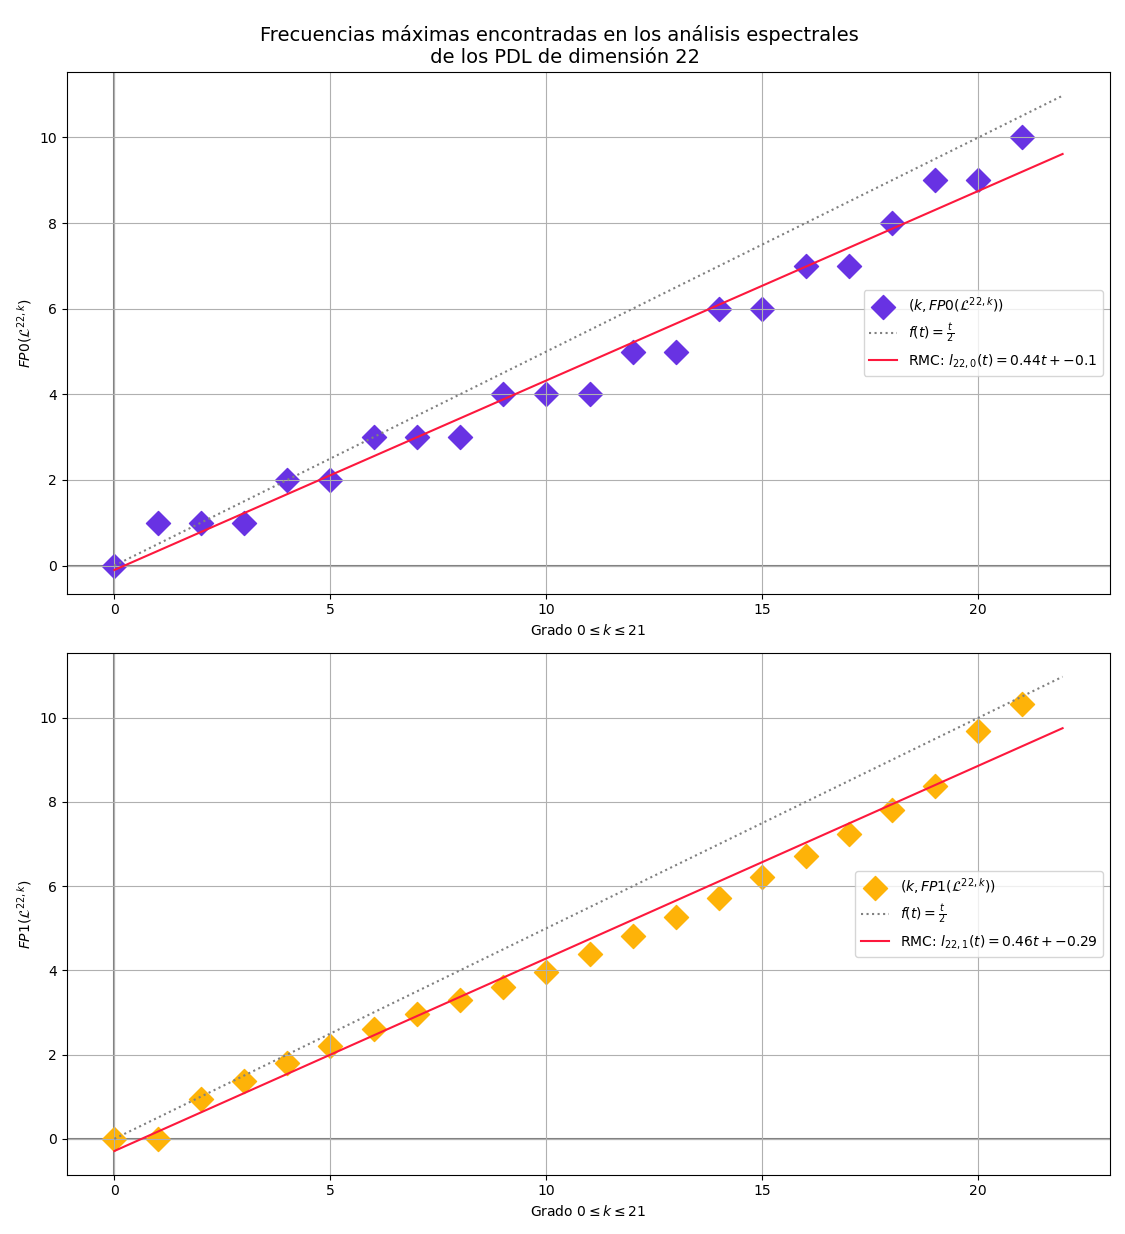 Frecuencias máximas encontradas en los análisis espectrales
de los PDL de dimensión 22
10
8
6
4
2
0
FP0(ℒ^{22,k})
(k, FP0(ℒ^{22,k}))
f(t) = t/2
RMC: l_{22,0}(t) = 0.44t + −0.1
0 5 10 15 20
Grado 0 ≤ k ≤ 21
10
8
6
4
2
0
FP1(ℒ^{22,k})
(k, FP1(ℒ^{22,k}))
f(t) = t/2
RMC: l_{22,1}(t) = 0.46t + −0.29
0 5 10 15 20
Grado 0 ≤ k ≤ 21